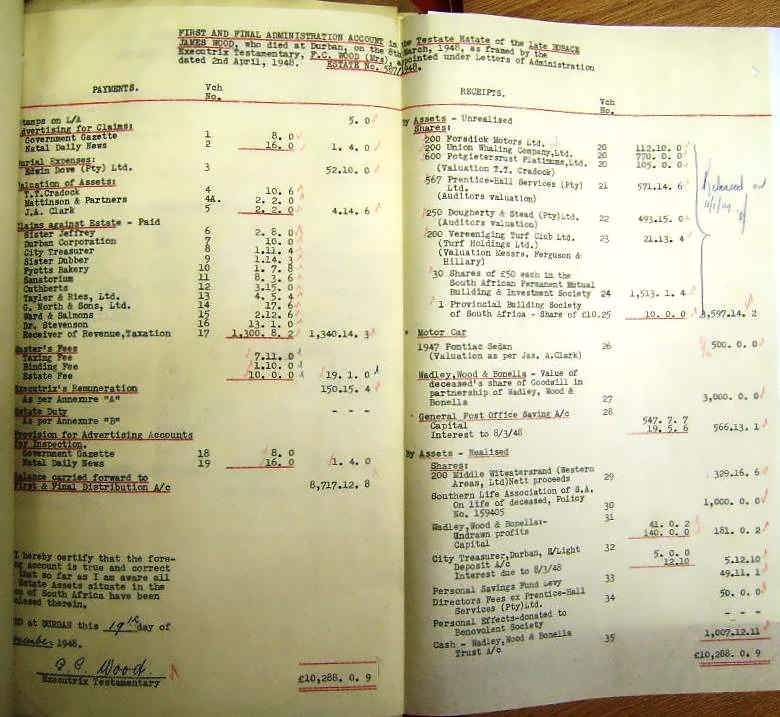 FIRST AND FINAL ADMINISTRATION ACCOUNT in the Testate Estate of the Late HORACE
JAMES WOOD, who died at Durban, on the 8th March, 1948, as framed by the
Executrix Testamentary, F.C. WOOD (Mrs), appointed under Letters of Administration
dated 2nd April, 1948. ESTATE No. 587/1948.
PAYMENTS. Vch No.
tamps on L/A 5. 0
dvertising for Claims:
Government Gazette 1 8. 0
Natal Daily News 2 16. 0 1. 4. 0
urial Expenses:
Edwin Dove (Pty) Ltd. 3 52.10. 0
aluation of Assets:
T.T.Cradock 4 10. 6
Mattinson & Partners 4A. 2. 2. 0
J.A. Clark 5 2. 2. 0 4.14. 6
Claims against Estate - Paid
Sister Jeffrey 6 2. 8. 0
Durban Corporation 7 10. 0
City Treasurer 8 1.11. 4
Sister Dubber 9 1.14. 3
Pyotts Bakery 10 1. 7. 8
Sanatorium 11 8. 3. 6
Cuthberts 12 3.15. 0
Tayler & Ries, Ltd. 13 4. 5. 4
G. North & Sons, Ltd. 14 17. 6
Ward & Salmons 15 2.12. 6
Dr. Stevenson 16 13. 1. 0
Receiver of Revenue,Taxation 17 1,300. 8. 2 1,340.14. 3
Master's Fees
Taxing Fee 7.11. 0
Binding Fee 1.10. 0
Estate Fee 10. 0. 0 19. 1. 0
Executrix's Remuneration 150.15. 4
As per Annexure "A"
Estate Duty - - -
As per Annexure "B"
Provision for Advertising Accounts
for Inspection.
Government Gazette 18 8. 0
Natal Daily News 19 16. 0 1. 4. 0
Balance carried forward to
First & Final Distribution A/c 8,717.12. 8
I hereby certify that the fore-
ng account is true and correct
that so far as I am aware all
Estate Assets situate in the
on of South Africa have been
closed therein.
ED at DURBAN this 19th day of
1948.
Wood
Executrix Testamentary £10,288. 0. 9
RECEIPTS. Vch No.
By Assets - Unrealised
Shares:
200 Forsdick Motors Ltd. 20 112.10. 0
200 Union Whaling Company,Ltd. 20 770. 0. 0
600 Potgietersrust Platinums,Ltd. 20 105. 0. 0
(Valuation T.T. Cradock)
567 Prentice-Hall Services (Pty)
Ltd. 21 571.14. 6
(Auditors valuation)
250 Dougherty & Stead (Pty)Ltd. 22 493.15. 0
(Auditors valuation)
200 Vereeniging Turf Club Ltd. 23 21.13. 4
(Turf Holdings Ltd.)
(Valuation Messrs. Ferguson &
Hillary)
30 Shares of £50 each in the
South African Permanent Mutual
Building & Investment Society 24 1,513. 1. 4
1 Provincial Building Society
of South Africa - Share of £10.25 10. 0. 0 3,597.14. 2
Motor Car
1947 Pontiac Sedan 26 500. 0. 0
(Valuation as per Jas. A.Clark)
Wadley,Wood & Bonells - Value of
deceased's share of Goodwill in
partnership of Wadley, Wood &
Bonells 27 3,000. 0. 0
General Post Office Saving A/c 28
Capital 547. 7. 7
Interest to 8/3/48 19. 5. 6 566.13. 1
By Assets - Realised
Shares:
200 Middle Witwatersrand (Western
Areas, Ltd)Nett proceeds 29 329.16. 6
Southern Life Association of S.A.
On life of deceased, Policy
No. 159405 30 1,000. 0. 0
Wadley,Wood & Bonells:- 31
Undrawn profits 41. 0. 2
Capital 140. 0. 0 181. 0. 2
City Treasurer,Durban, E/Light
Deposit A/c 32 5. 0. 0
Interest due to 8/3/48 12.10 5.12.10
Personal Savings Fund Levy 33 49.11. 1
Directors Fees ex Prentice-Hall
Services (Pty)Ltd. 34 50. 0. 0
Personal Effects-donated to
Benevolent Society - - -
Cash - Wadley,Wood & Bonells
Trust A/c 35 1,007.12.11
£10,288. 0. 9